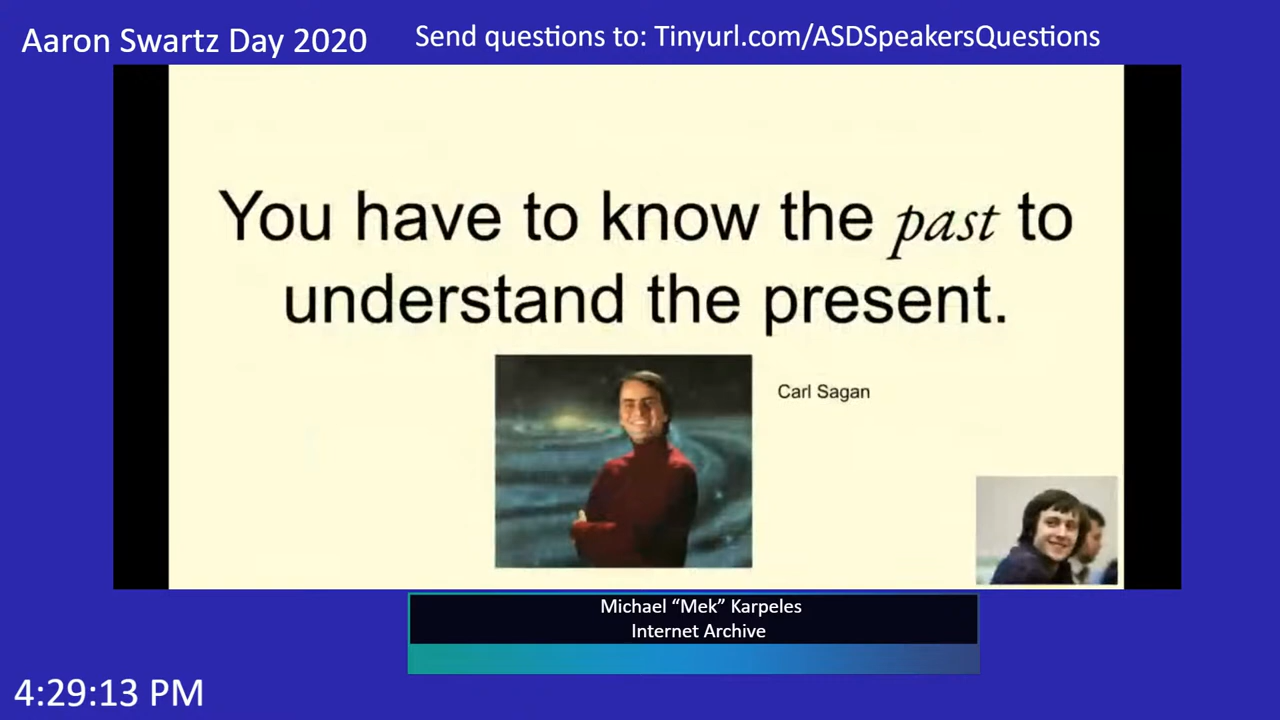 Aaron Swartz Day 2020
Send questions to: Tinyurl.com/ASDSpeakersQuestions
You have to know the past to
understand the present.
Carl Sagan
Michael “Mek” Karpeles
Internet Archive
4:29:13 PM